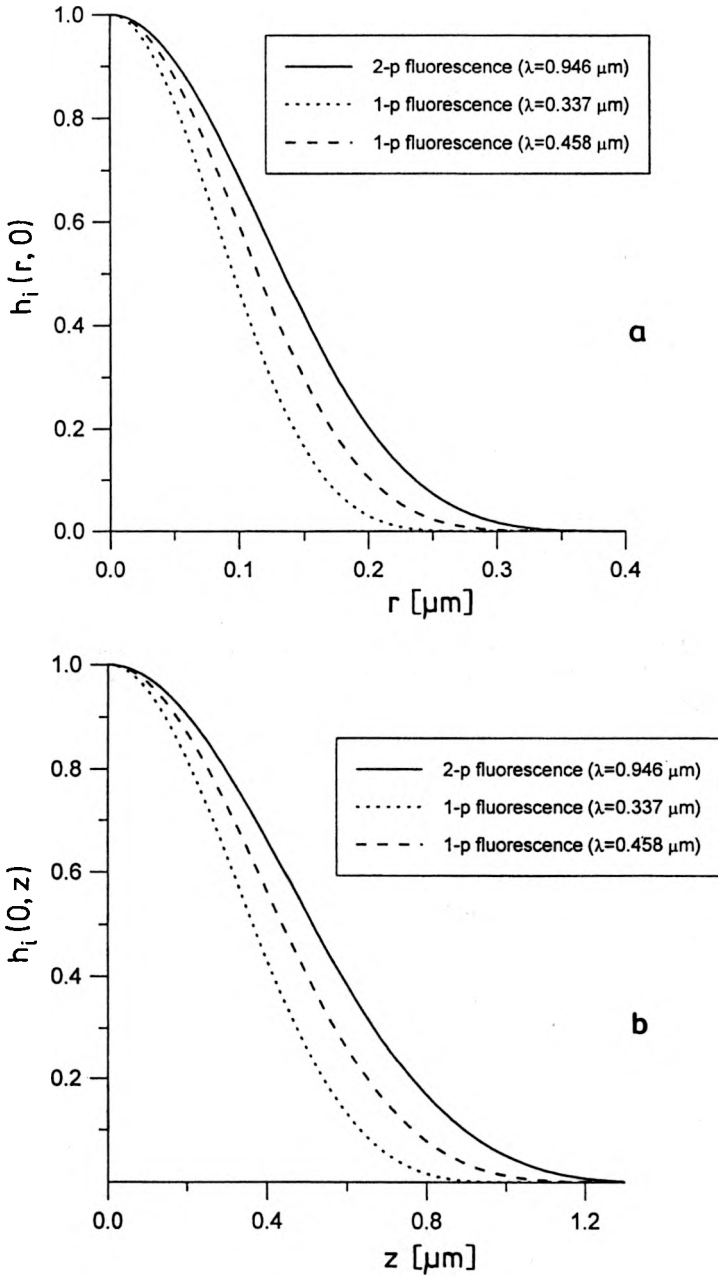 1.0
0.8
0.6
0.4
0.2
0.0
h_i (r, 0)
2-p fluorescence (λ=0.946 µm)
1-p fluorescence (λ=0.337 µm)
1-p fluorescence (λ=0.458 µm)
a
0.0 0.1 0.2 0.3 0.4
r [µm]
1.0
0.8
0.6
0.4
0.2
h_i (0, z)
2-p fluorescence (λ=0.946 µm)
1-p fluorescence (λ=0.337 µm)
1-p fluorescence (λ=0.458 µm)
b
0.0 0.4 0.8 1.2
z [µm]